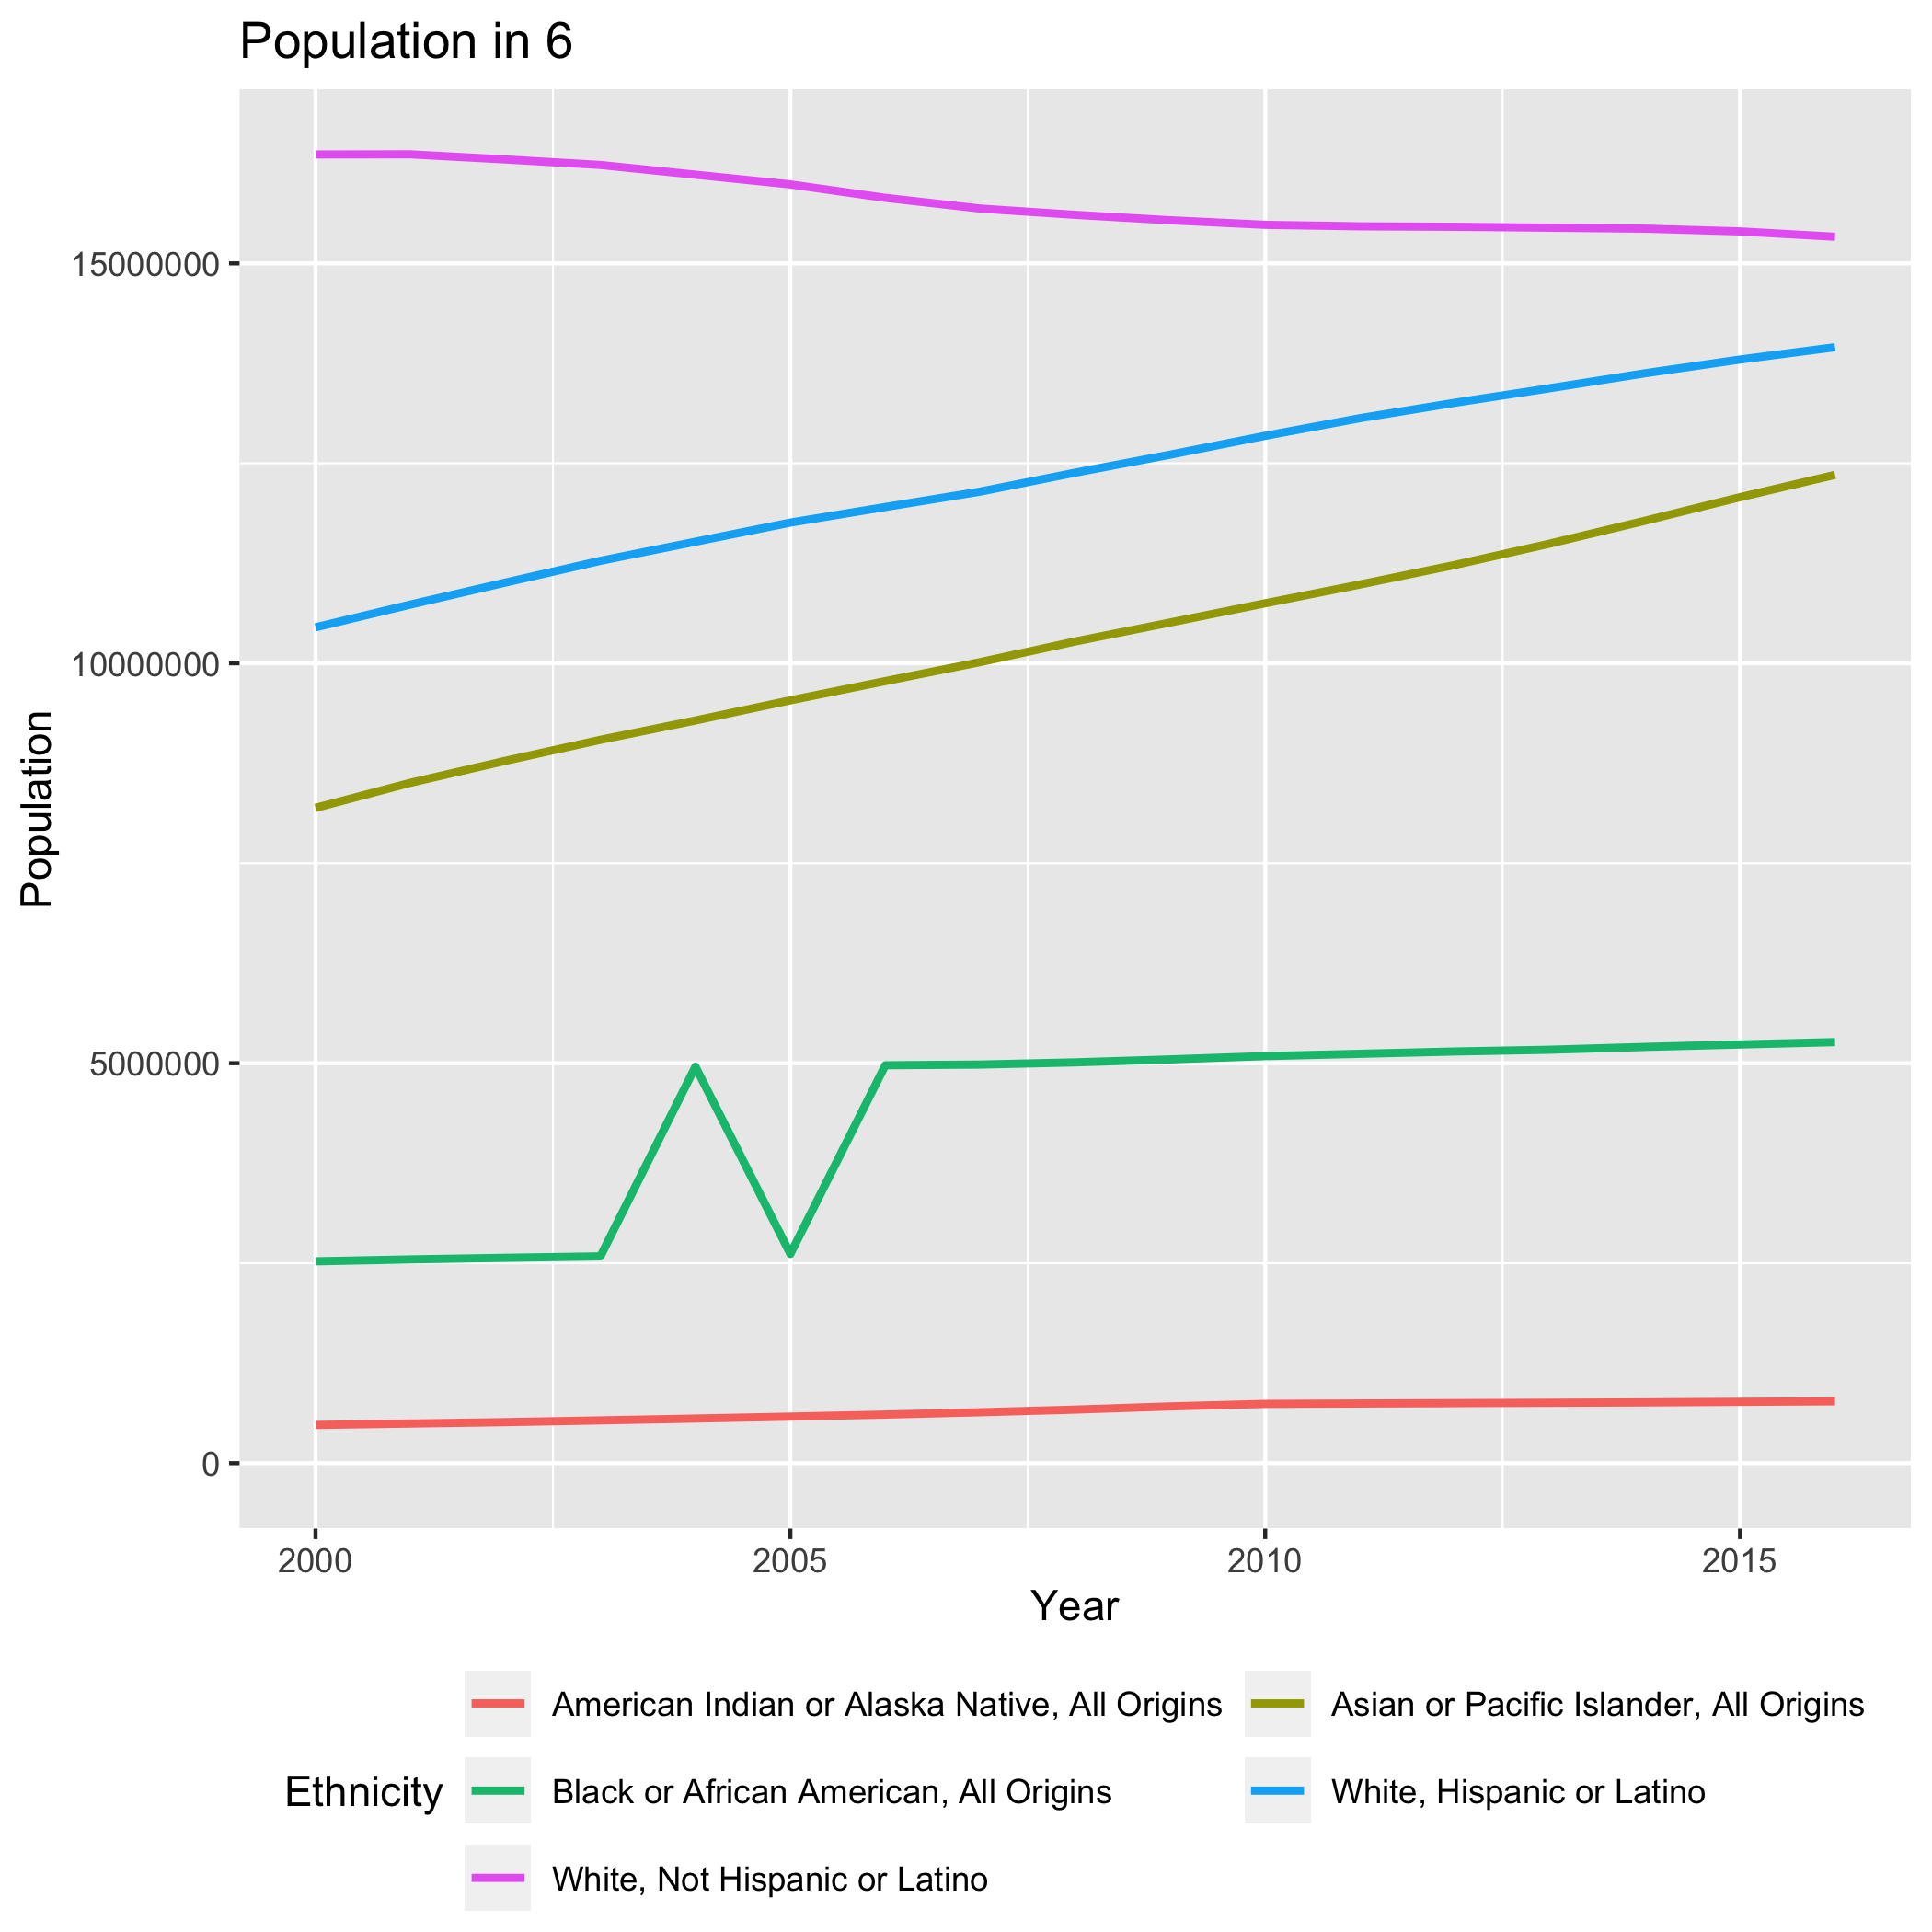 Population in 6
Population
15000000
10000000
5000000
0
2000 2005 2010 2015
Year
Ethnicity
American Indian or Alaska Native, All Origins
Asian or Pacific Islander, All Origins
Black or African American, All Origins
White, Hispanic or Latino
White, Not Hispanic or Latino